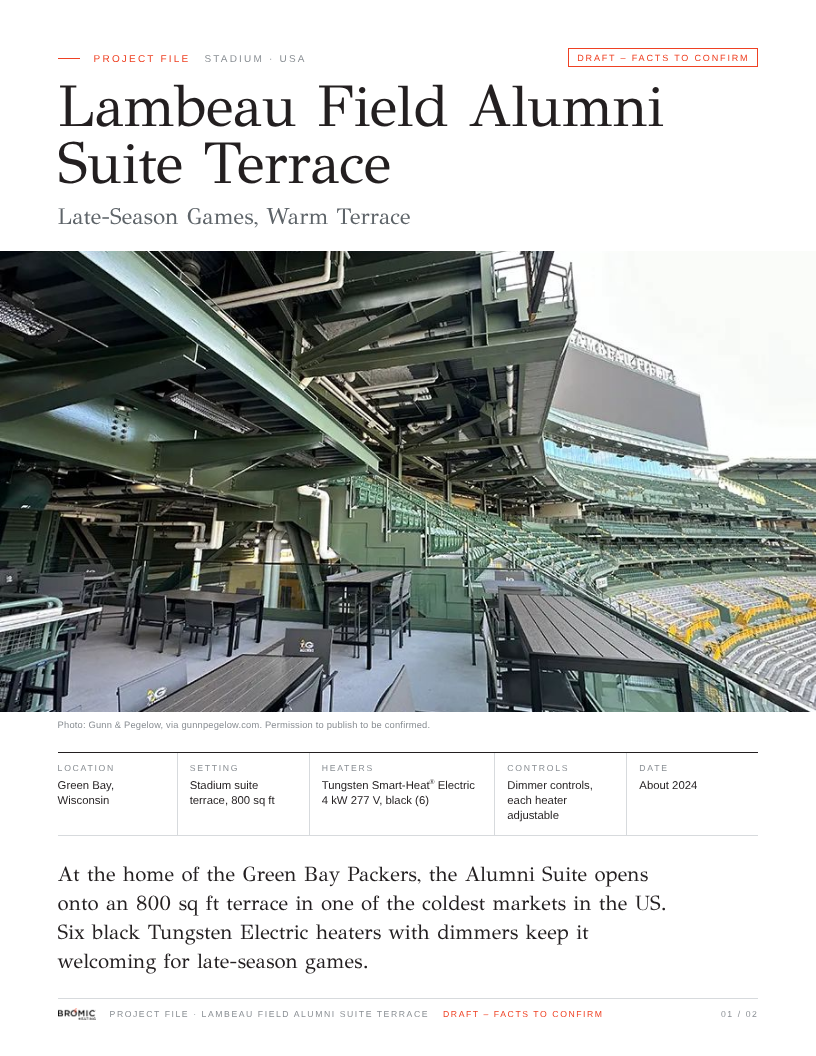 PROJECT FILE STADIUM · USA
DRAFT – FACTS TO CONFIRM
Lambeau Field Alumni
Suite Terrace
Late-Season Games, Warm Terrace
LAMBEAU FIELD
G
ALUMNI
G
Photo: Gunn & Pegelow, via gunnpegelow.com. Permission to publish to be confirmed.
LOCATION
Green Bay,
Wisconsin
SETTING
Stadium suite
terrace, 800 sq ft
HEATERS
Tungsten Smart-Heat® Electric
4 kW 277 V, black (6)
CONTROLS
Dimmer controls,
each heater
adjustable
DATE
About 2024
At the home of the Green Bay Packers, the Alumni Suite opens
onto an 800 sq ft terrace in one of the coldest markets in the US.
Six black Tungsten Electric heaters with dimmers keep it
welcoming for late-season games.
BROMIC
HEATING
PROJECT FILE · LAMBEAU FIELD ALUMNI SUITE TERRACE DRAFT – FACTS TO CONFIRM
01 / 02